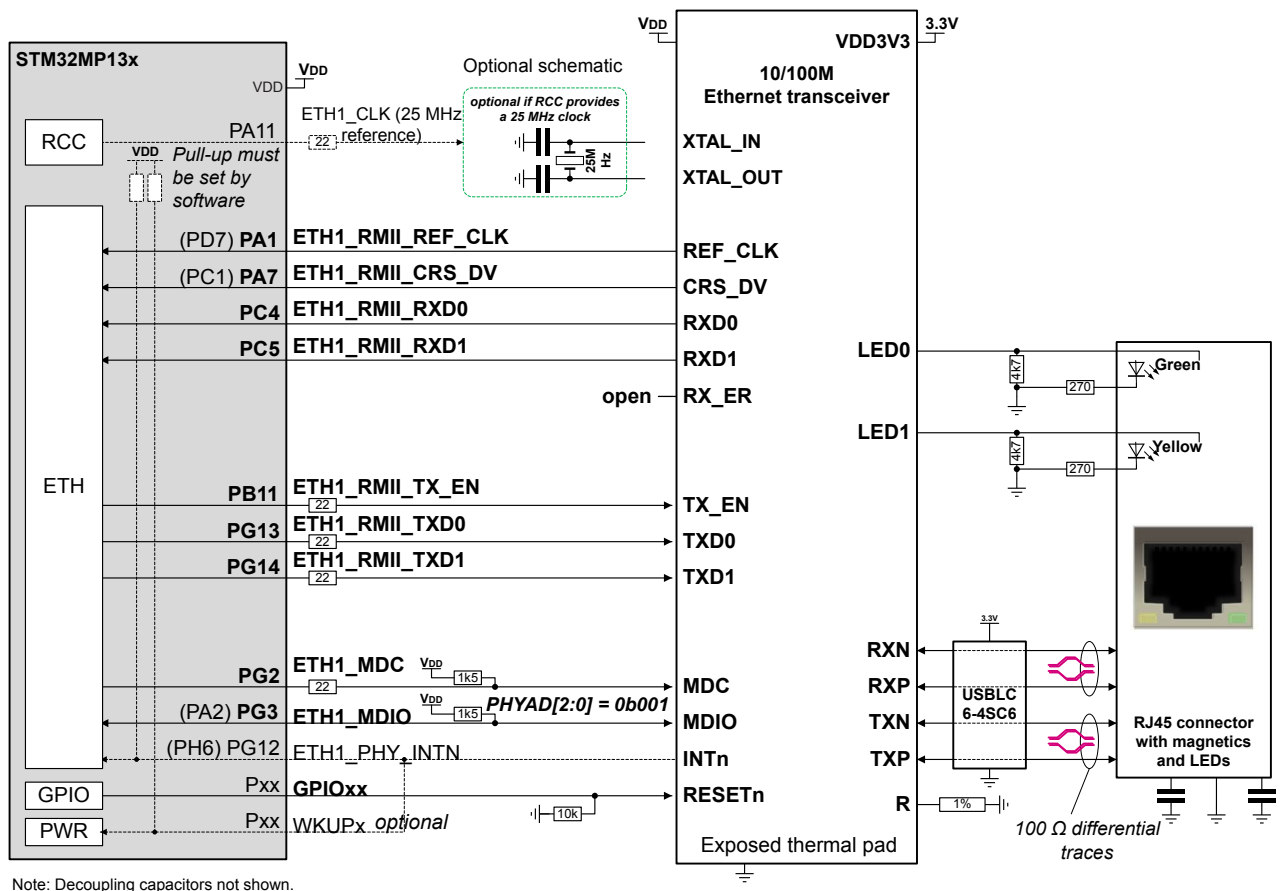 STM32MP13x
VDD
VDD
RCC
PA11
ETH1_CLK (25 MHz
reference)
22
VDD
Pull-up must
be set by
software
Optional schematic
optional if RCC provides
a 25 MHz clock
25M
Hz
VDD
3.3V
VDD3V3
10/100M
Ethernet transceiver
XTAL_IN
XTAL_OUT
ETH
(PD7) PA1 ETH1_RMII_REF_CLK
REF_CLK
(PC1) PA7 ETH1_RMII_CRS_DV
CRS_DV
PC4 ETH1_RMII_RXD0
RXD0
PC5 ETH1_RMII_RXD1
RXD1
open
RX_ER
LED0
4k7
270
Green
LED1
4k7
270
Yellow
PB11 ETH1_RMII_TX_EN
22
TX_EN
PG13 ETH1_RMII_TXD0
22
TXD0
PG14 ETH1_RMII_TXD1
22
TXD1
PG2 ETH1_MDC
22
VDD
1k5
MDC
(PA2) PG3 ETH1_MDIO
VDD
1k5
PHYAD[2:0] = 0b001
MDIO
(PH6) PG12 ETH1_PHY_INTN
INTn
GPIO
Pxx GPIOxx
10k
RESETn
PWR
Pxx WKUPx optional
RXN
RXP
TXN
TXP
R
1%
3.3V
USBLC
6-4SC6
RJ45 connector
with magnetics
and LEDs
100 Ω differential
traces
Exposed thermal pad
Note: Decoupling capacitors not shown.